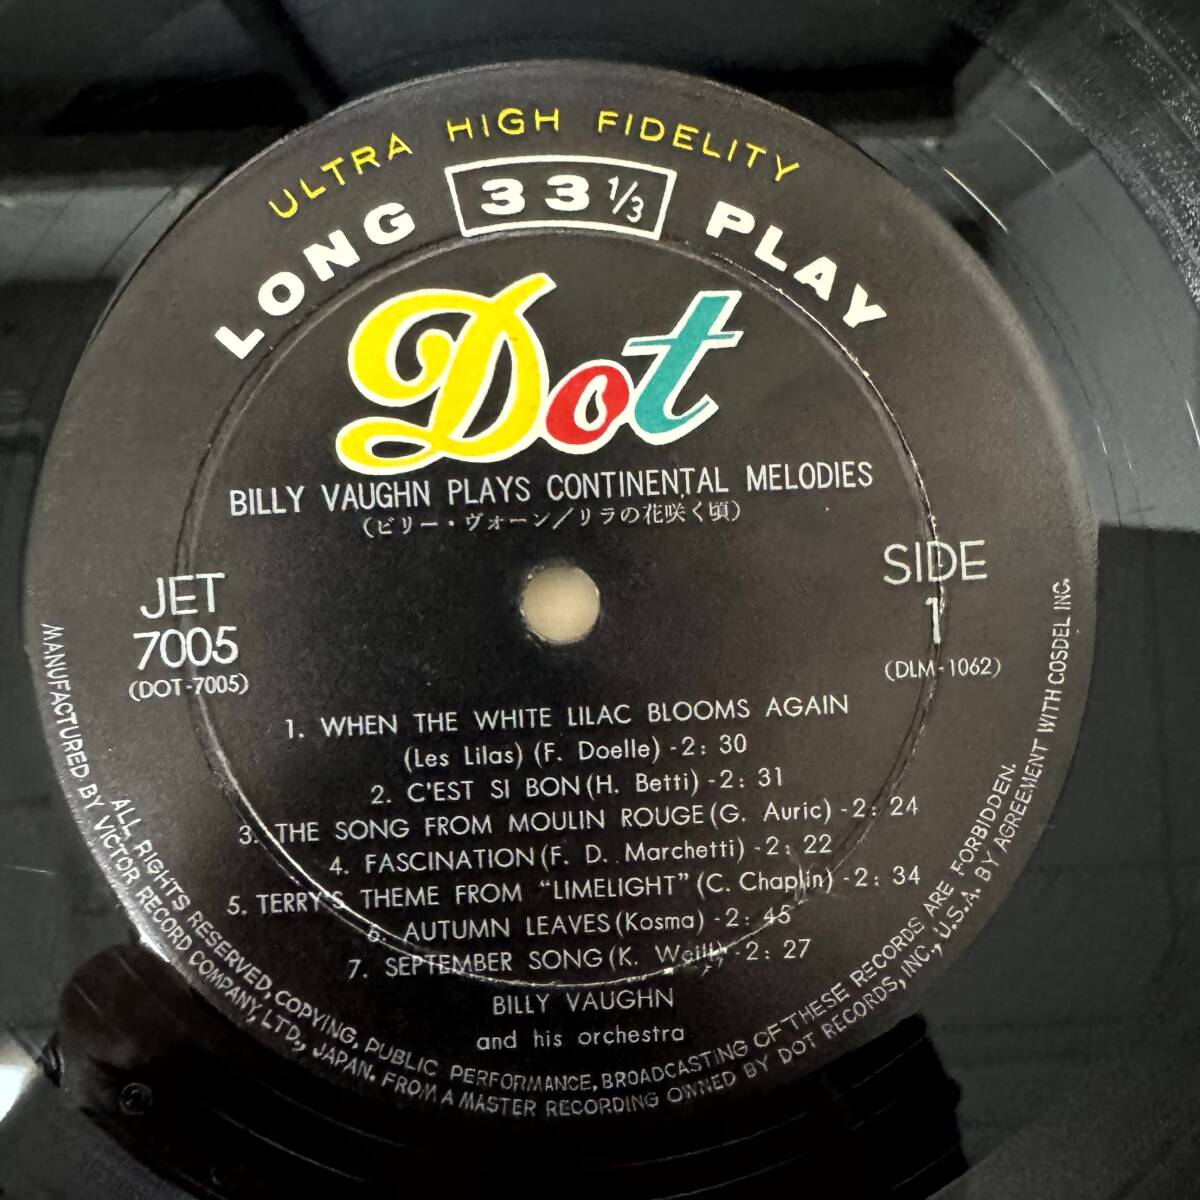 ULTRA HIGH FIDELITY
LONG 33 1/3 PLAY
Dot
BILLY VAUGHN PLAYS CONTINENTAL MELODIES
(ビリー・ヴォーン/リラの花咲く頃)
JET
7005
(DOT-7005)
SIDE
1
(DLM-1062)
1. WHEN THE WHITE LILAC BLOOMS AGAIN
(Les Lilas) (F. Doelle) -2: 30
2. C'EST SI BON (H. Betti) -2: 31
3. THE SONG FROM MOULIN ROUGE (G. Auric) -2: 24
4. FASCINATION (F. D. Marchetti) -2: 22
5. TERRY'S THEME FROM "LIMELIGHT" (C. Chaplin) -2: 34
6. AUTUMN LEAVES (Kosma) -2: 45
7. SEPTEMBER SONG (K. Weill) -2: 27
BILLY VAUGHN
and his orchestra
ALL RIGHTS RESERVED, COPYING, PUBLIC PERFORMANCE, BROADCASTING OF THESE RECORDS ARE FORBIDDEN.
MANUFACTURED BY VICTOR RECORD COMPANY, LTD., JAPAN. FROM A MASTER RECORDING OWNED BY DOT RECORDS, INC., U.S.A. BY AGREEMENT WITH COSDEL INC.